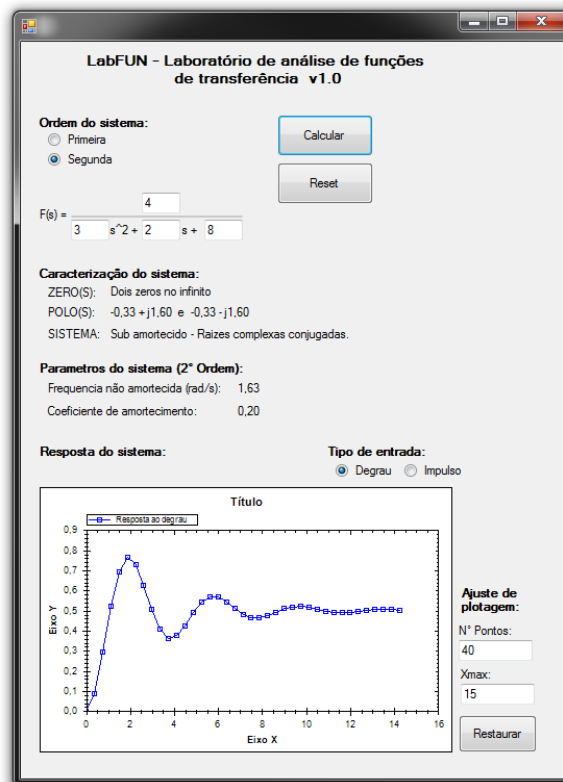 LabFUN - Laboratório de análise de funções
de transferência v1.0
Ordem do sistema:
Primeira
Segunda
Calcular
Reset
4
F(s) =
3 s^2 + 2 s + 8
Caracterização do sistema:
ZERO(S): Dois zeros no infinito
POLO(S): -0,33 + j1,60 e -0,33 - j1,60
SISTEMA: Sub amortecido - Raizes complexas conjugadas.
Parametros do sistema (2° Ordem):
Frequencia não amortecida (rad/s): 1,63
Coeficiente de amortecimento: 0,20
Resposta do sistema:
Tipo de entrada:
Degrau Impulso
Título
Resposta ao degrau
0,9
0,8
0,7
0,6
0,5
0,4
0,3
0,2
0,1
0,0
Eixo Y
0 2 4 6 8 10 12 14 16
Eixo X
Ajuste de
plotagem:
N° Pontos:
40
Xmax:
15
Restaurar